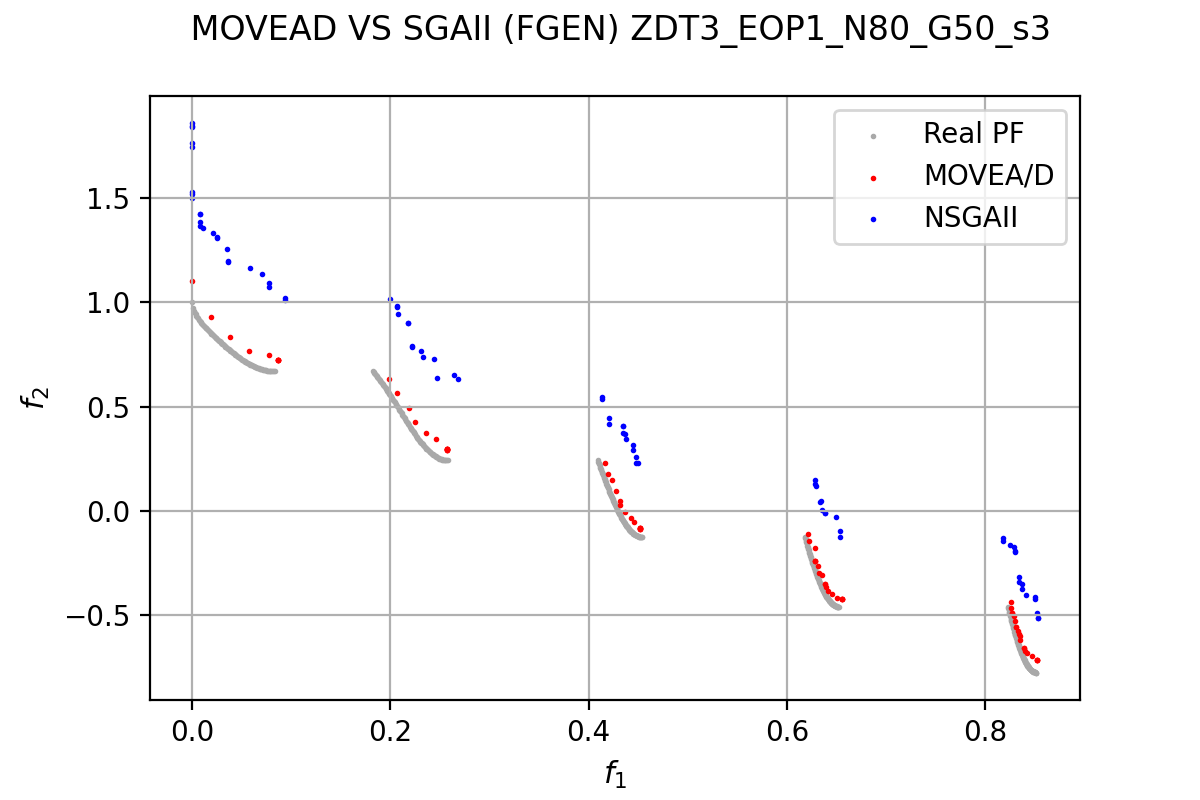 MOVEAD VS SGAII (FGEN) ZDT3_EOP1_N80_G50_s3
Real PF
MOVEA/D
NSGAII
1.5
1.0
0.5
0.0
−0.5
f2
0.0 0.2 0.4 0.6 0.8
f1